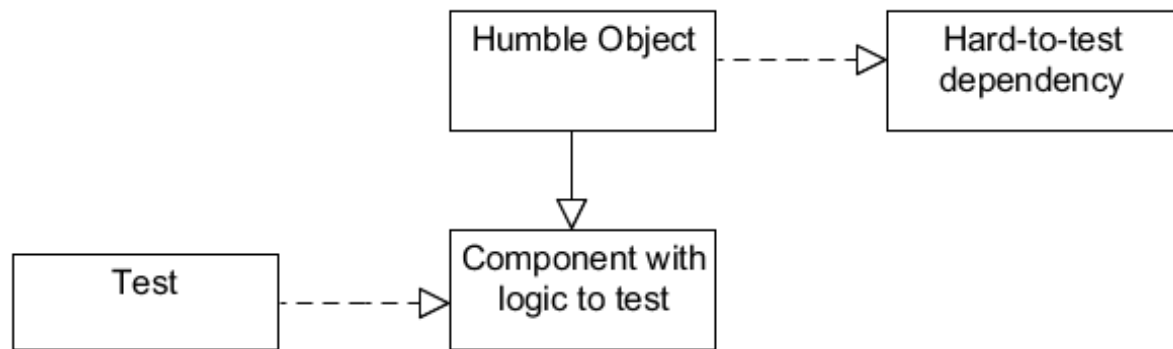 Humble Object
Hard-to-test
dependency
Component with
logic to test
Test